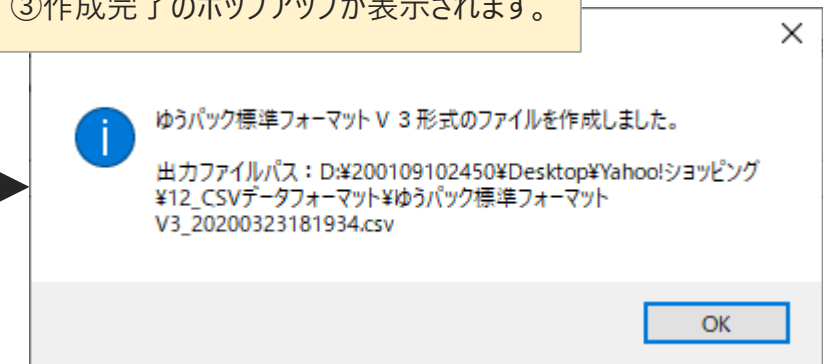 ③作成完了のポップアップが表示されます。
ゆうパック標準フォーマットＶ３形式のファイルを作成しました。
出力ファイルパス：D:¥200109102450¥Desktop¥Yahoo!ショッピング
¥12_CSVデータフォーマット¥ゆうパック標準フォーマット
V3_20200323181934.csv
OK